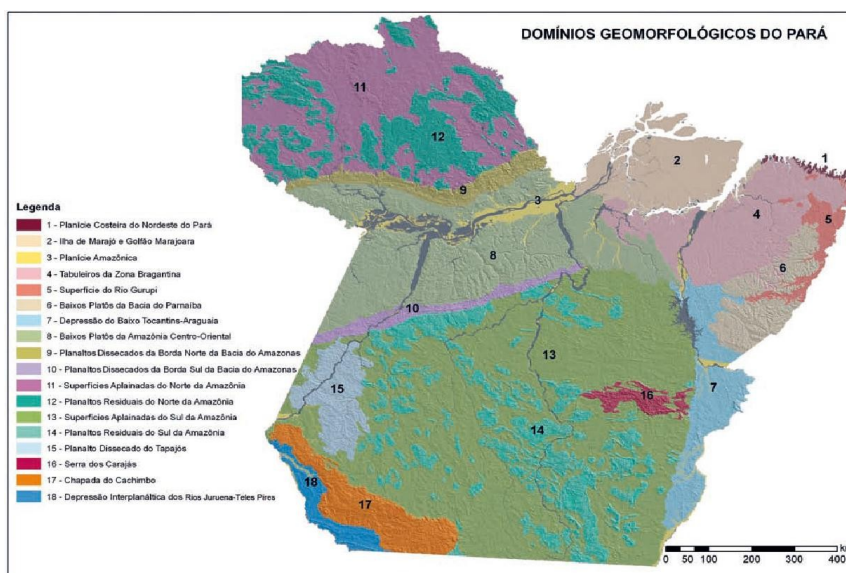 DOMÍNIOS GEOMORFOLÓGICOS DO PARÁ
11
12
9
3
2
1
4
5
6
8
10
7
13
15
16
14
18
17
Legenda
1 - Planície Costeira do Nordeste do Pará
2 - Ilha de Marajó e Golfão Marajoara
3 - Planície Amazônica
4 - Tabuleiros da Zona Bragantina
5 - Superfície do Rio Gurupi
6 - Baixos Platôs da Bacia do Parnaíba
7 - Depressão do Baixo Tocantins-Araguaia
8 - Baixos Platôs da Amazônia Centro-Oriental
9 - Planaltos Dissecados da Borda Norte da Bacia do Amazonas
10 - Planaltos Dissecados da Borda Sul da Bacia do Amazonas
11 - Superfícies Aplainadas do Norte da Amazônia
12 - Planaltos Residuais do Norte da Amazônia
13 - Superfícies Aplainadas do Sul da Amazônia
14 - Planaltos Residuais do Sul da Amazônia
15 - Planalto Dissecado do Tapajós
16 - Serra dos Carajás
17 - Chapada do Cachimbo
18 - Depressão Interplanáltica dos Rios Juruena-Teles Pires
0 50 100 200 300 400